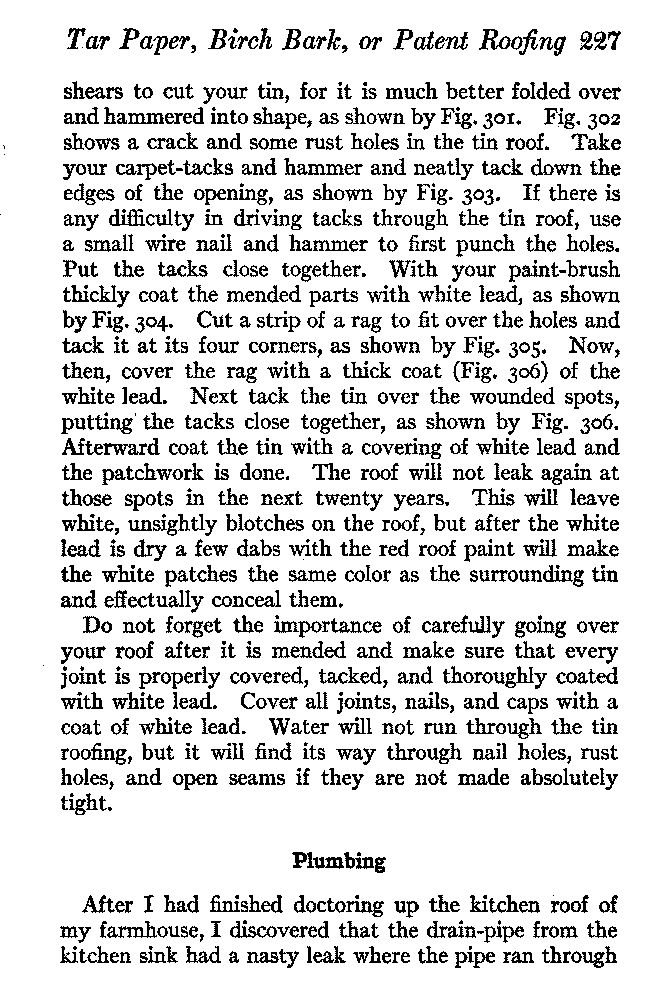 Tar Paper, Birch Bark, or Patent Roofing 227
shears to cut your tin, for it is much better folded over
and hammered into shape, as shown by Fig. 301. Fig. 302
shows a crack and some rust holes in the tin roof. Take
your carpet-tacks and hammer and neatly tack down the
edges of the opening, as shown by Fig. 303. If there is
any difficulty in driving tacks through the tin roof, use
a small wire nail and hammer to first punch the holes.
Put the tacks close together. With your paint-brush
thickly coat the mended parts with white lead, as shown
by Fig. 304. Cut a strip of a rag to fit over the holes and
tack it at its four corners, as shown by Fig. 305. Now,
then, cover the rag with a thick coat (Fig. 306) of the
white lead. Next tack the tin over the wounded spots,
putting the tacks close together, as shown by Fig. 306.
Afterward coat the tin with a covering of white lead and
the patchwork is done. The roof will not leak again at
those spots in the next twenty years. This will leave
white, unsightly blotches on the roof, but after the white
lead is dry a few dabs with the red roof paint will make
the white patches the same color as the surrounding tin
and effectually conceal them.
Do not forget the importance of carefully going over
your roof after it is mended and make sure that every
joint is properly covered, tacked, and thoroughly coated
with white lead. Cover all joints, nails, and caps with a
coat of white lead. Water will not run through the tin
roofing, but it will find its way through nail holes, rust
holes, and open seams if they are not made absolutely
tight.
Plumbing
After I had finished doctoring up the kitchen roof of
my farmhouse, I discovered that the drain-pipe from the
kitchen sink had a nasty leak where the pipe ran through